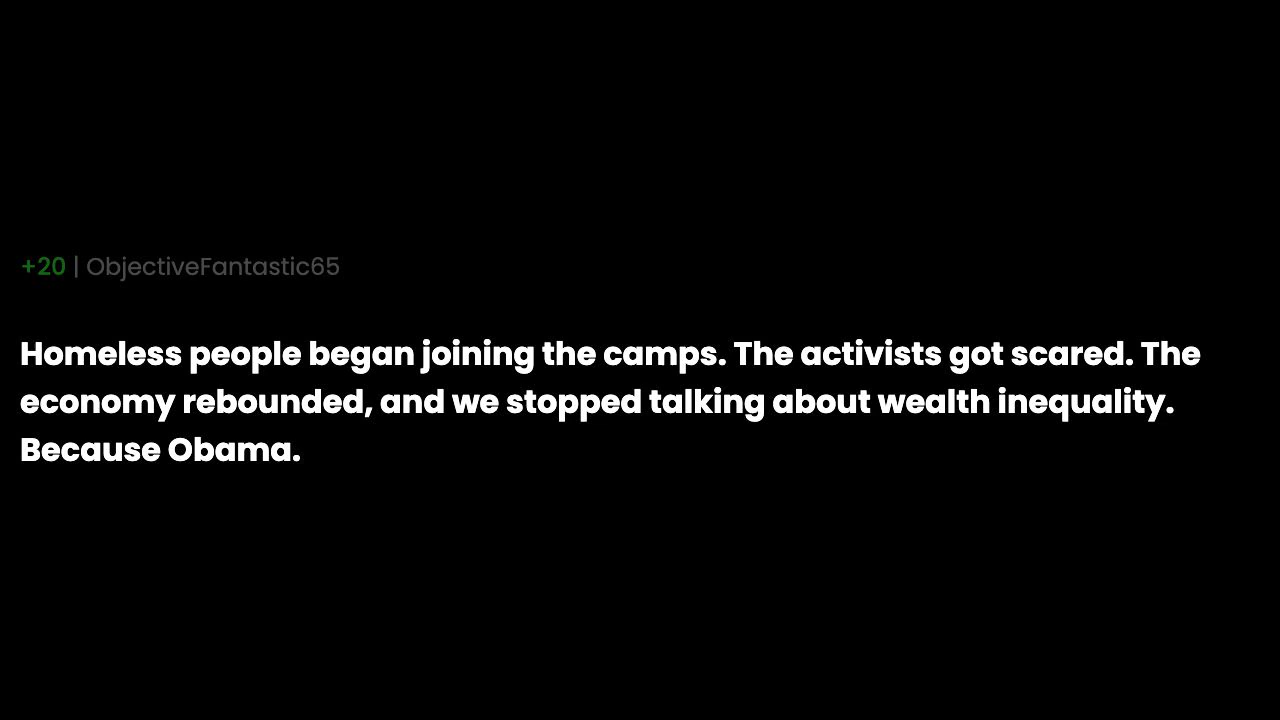 +20 | ObjectiveFantastic65
Homeless people began joining the camps. The activists got scared. The
economy rebounded, and we stopped talking about wealth inequality.
Because Obama.